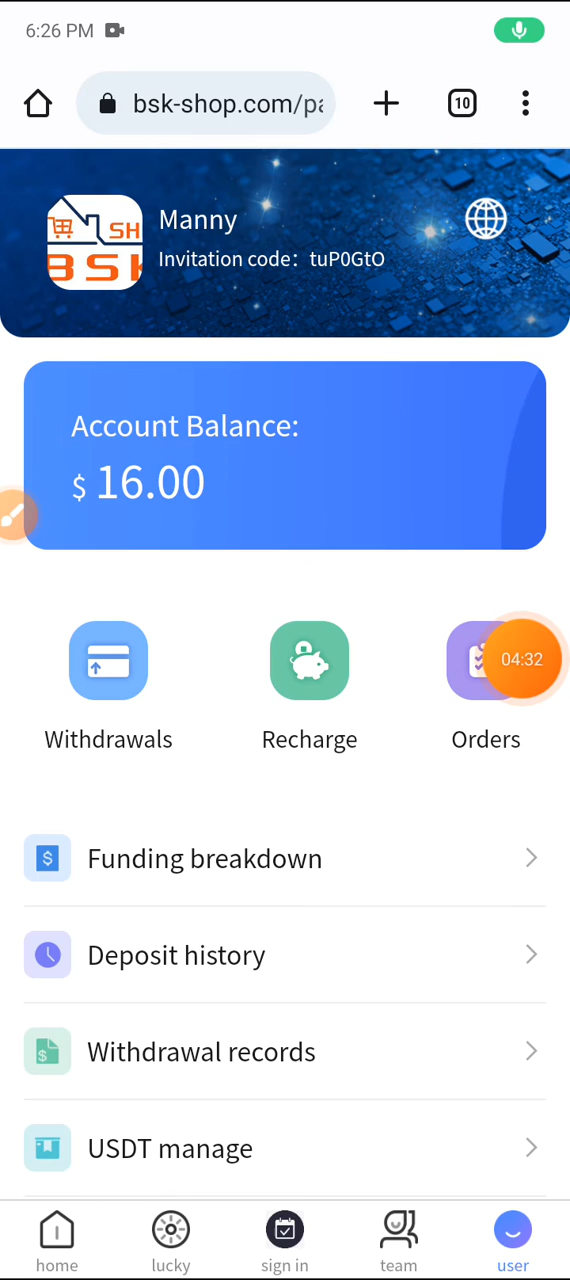 6:26 PM
bsk-shop.com/pa
10
SH
BSK
Manny
Invitation code： tuP0GtO
Account Balance:
$ 16.00
04:32
Withdrawals
Recharge
Orders
Funding breakdown
Deposit history
Withdrawal records
USDT manage
home
lucky
sign in
team
user